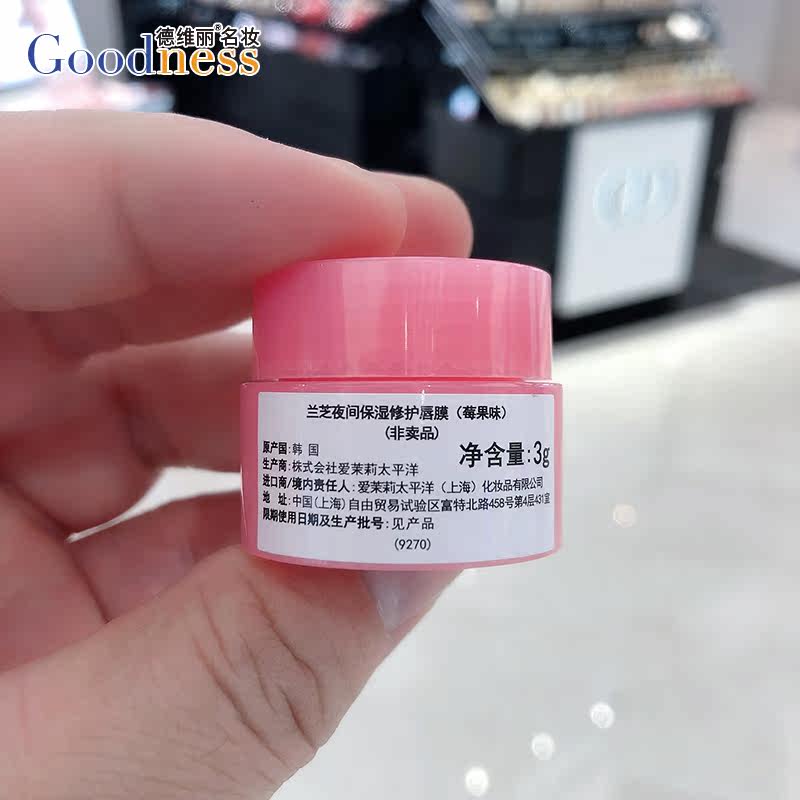 德维丽®名妆
Goodness
兰芝夜间保湿修护唇膜（莓果味）
（非卖品）
原产国：韩 国
净含量：3g
生产商：株式会社爱茉莉太平洋
进口商/境内责任人：爱茉莉太平洋（上海）化妆品有限公司
地 址：中国（上海）自由贸易试验区富特北路458号第4层431室
限期使用日期及生产批号：见产品
（9270）